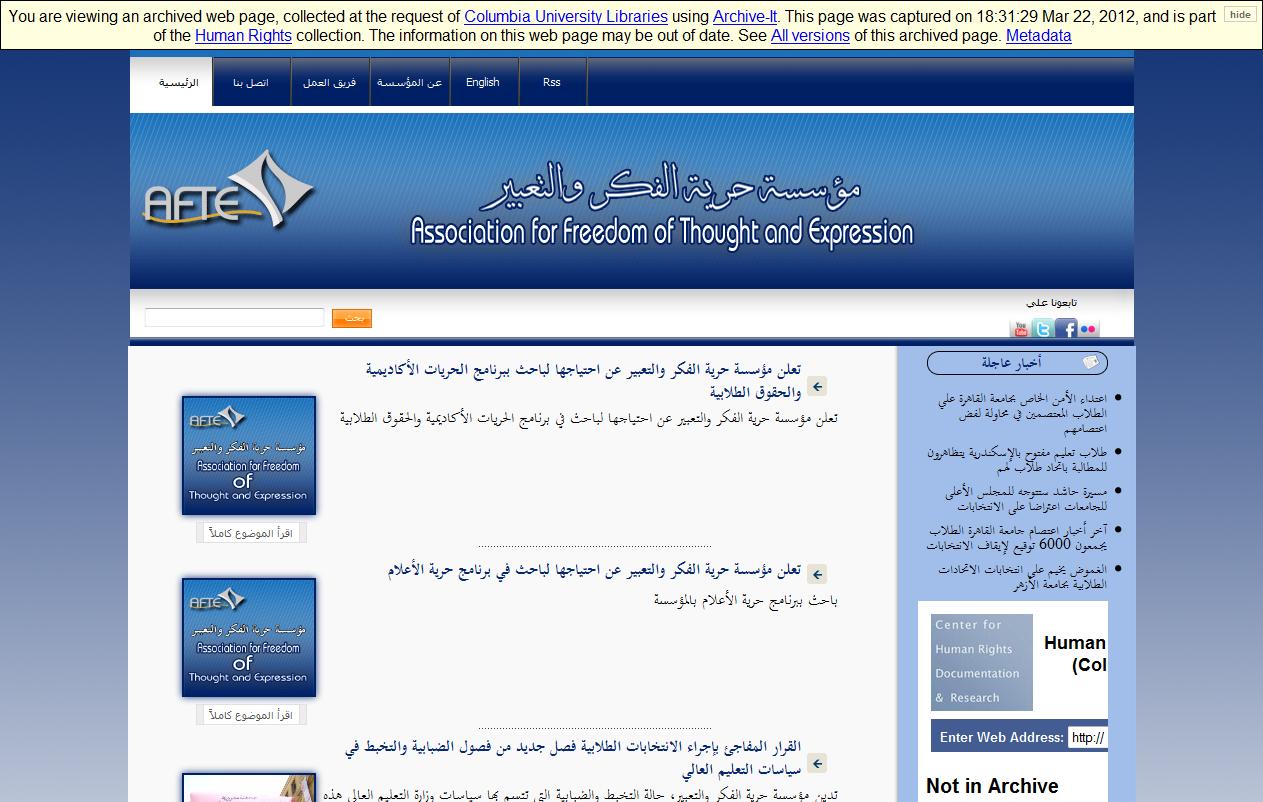 You are viewing an archived web page, collected at the request of Columbia University Libraries using Archive-It. This page was captured on 18:31:29 Mar 22, 2012, and is part
of the Human Rights collection. The information on this web page may be out of date. See All versions of this archived page. Metadata
hide
الرئيسية
اتصل بنا
فريق العمل
عن المؤسسة
English
Rss
AFTE
مؤسسة حرية الفكر والتعبير
Association for Freedom of Thought and Expression
بحث
تابعونا على
You Tube
أخبار عاجلة
اعتداء الأمن الخاص بجامعة القاهرة علي
الطلاب المعتصمين في محاولة لفض
اعتصامهم
طلاب تعليم مفتوح بالإسكندرية يتظاهرون
للمطالبة باتحاد طلاب لهم
مسيرة حاشد ستتوجه للمجلس الأعلى
للجامعات اعتراضا على الانتخابات
آخر أخبار اعتصام جامعة القاهرة الطلاب
يجمعون 6000 توقيع لإيقاف الانتخابات
الغموض يخيم على انتخابات الاتحادات
الطلابية بجامعة الأزهر
Center for
Human Rights
Documentation
& Research
Human
(Col
Enter Web Address:
http://
Not in Archive
تعلن مؤسسة حرية الفكر والتعبير عن احتياجها لباحث ببرنامج الحريات الأكاديمية
والحقوق الطلابية
تعلن مؤسسة حرية الفكر والتعبير عن احتياجها لباحث في برنامج الحريات الأكاديمية والحقوق الطلابية
AFTE
مؤسسة حرية الفكر والتعبير
Association for Freedom
of
Thought and Expression
اقرأ الموضوع كاملاً
تعلن مؤسسة حرية الفكر والتعبير عن احتياجها لباحث في برنامج حرية الأعلام
باحث ببرنامج حرية الأعلام بالمؤسسة
AFTE
مؤسسة حرية الفكر والتعبير
Association for Freedom
of
Thought and Expression
اقرأ الموضوع كاملاً
القرار المفاجئ بإجراء الانتخابات الطلابية فصل جديد من فصول الضبابية والتخبط في
سياسات التعليم العالي
تدين مؤسسة حرية الفكر والتعبير، حالة التخبط والضبابية التي تتسم بها سياسات وزارة التعليم العالي هذه